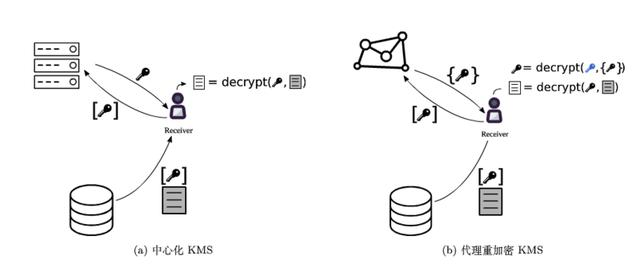 = decrypt( , )
Receiver
[ ]
[ ]
(a) 中心化 KMS
{ }
= decrypt( ,{ })
= decrypt( , )
[ ]
Receiver
[ ]
(b) 代理重加密 KMS